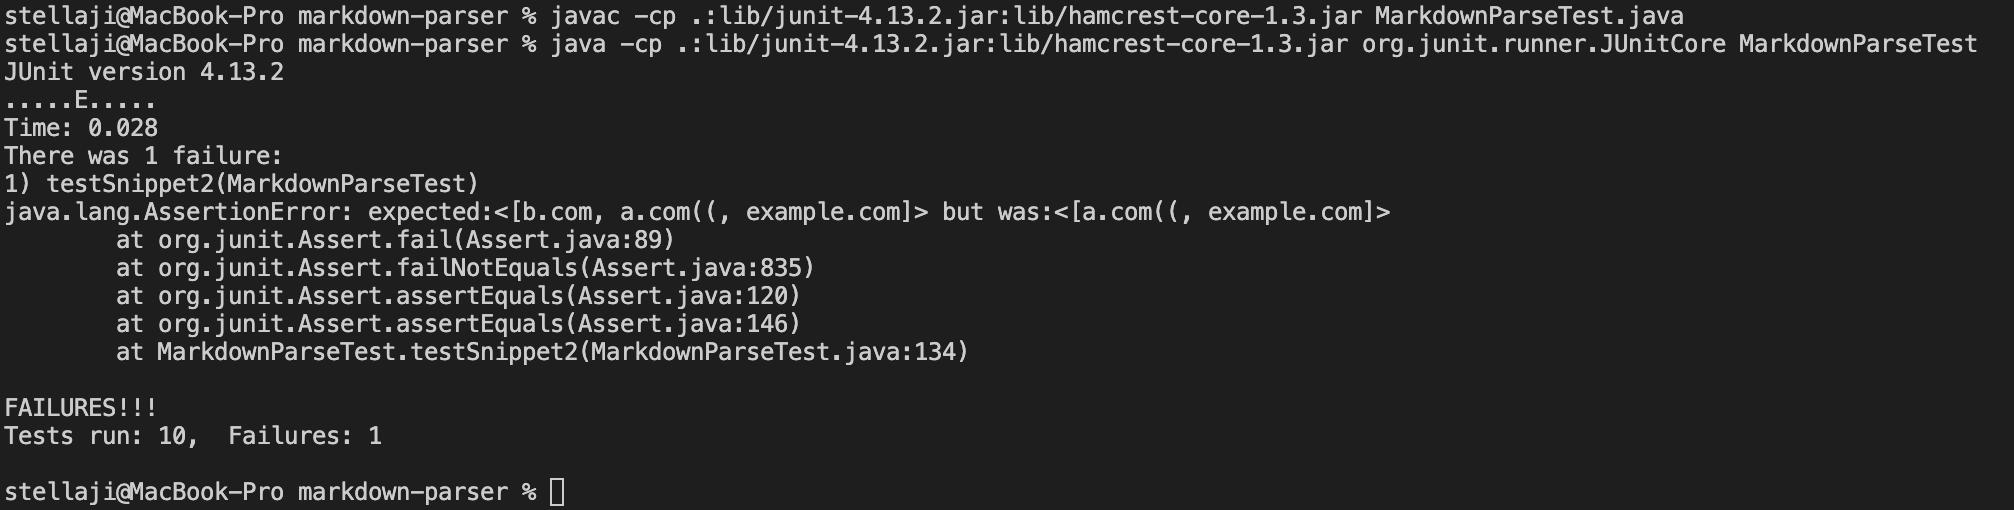 stellaji@MacBook-Pro markdown-parser % javac -cp .:lib/junit-4.13.2.jar:lib/hamcrest-core-1.3.jar MarkdownParseTest.java
stellaji@MacBook-Pro markdown-parser % java -cp .:lib/junit-4.13.2.jar:lib/hamcrest-core-1.3.jar org.junit.runner.JUnitCore MarkdownParseTest
JUnit version 4.13.2
.....E.....
Time: 0.028
There was 1 failure:
1) testSnippet2(MarkdownParseTest)
java.lang.AssertionError: expected:<[b.com, a.com((, example.com]> but was:<[a.com((, example.com]>
        at org.junit.Assert.fail(Assert.java:89)
        at org.junit.Assert.failNotEquals(Assert.java:835)
        at org.junit.Assert.assertEquals(Assert.java:120)
        at org.junit.Assert.assertEquals(Assert.java:146)
        at MarkdownParseTest.testSnippet2(MarkdownParseTest.java:134)

FAILURES!!!
Tests run: 10,  Failures: 1

stellaji@MacBook-Pro markdown-parser %